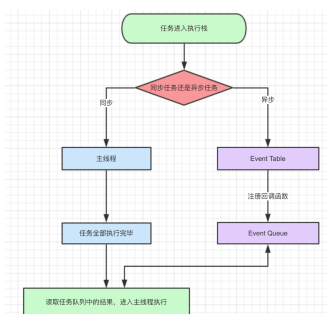 任务进入执行栈
同步任务还是异步任务
同步
异步
主线程
Event Table
注册回调函数
任务全部执行完毕
Event Queue
读取任务队列中的结果，进入主线程执行